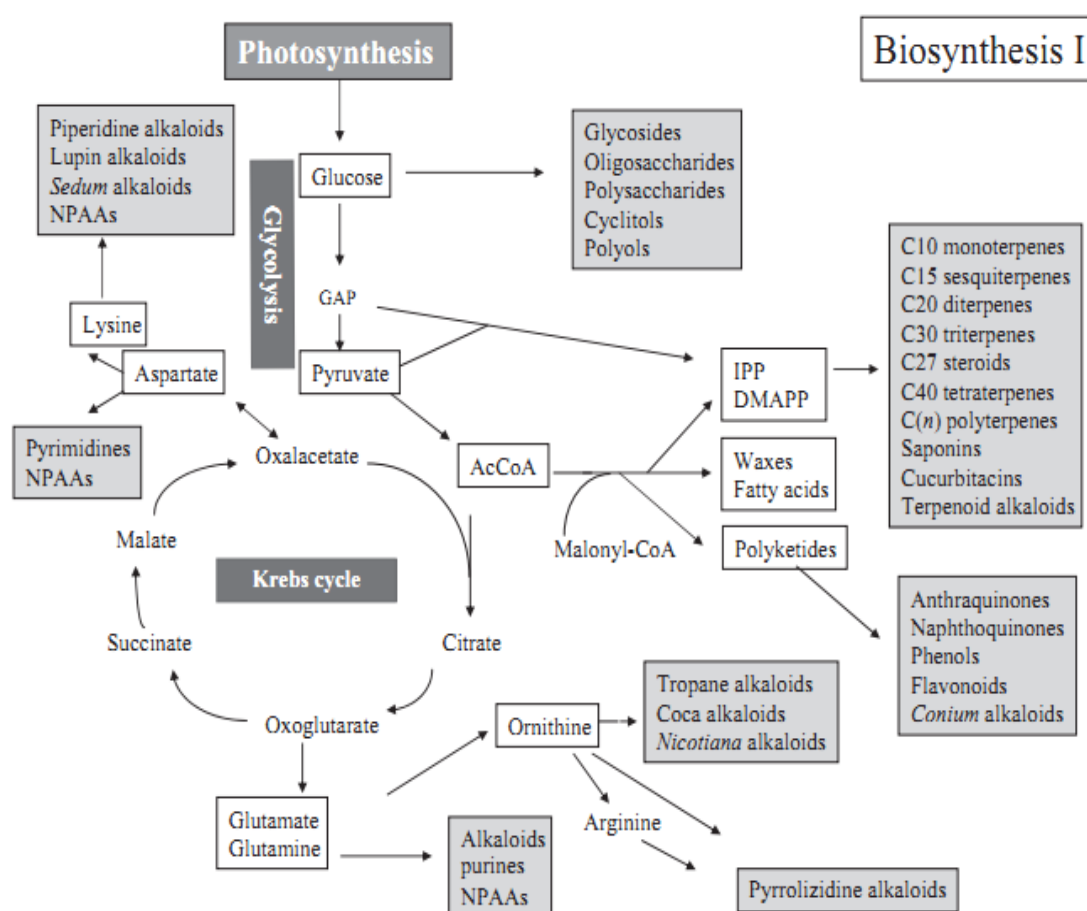 Photosynthesis
Biosynthesis I
Piperidine alkaloids
Lupin alkaloids
Sedum alkaloids
NPAAs
Glycolysis
Glucose
Glycosides
Oligosaccharides
Polysaccharides
Cyclitols
Polyols
C10 monoterpenes
C15 sesquiterpenes
C20 diterpenes
C30 triterpenes
C27 steroids
C40 tetraterpenes
C(n) polyterpenes
Saponins
Cucurbitacins
Terpenoid alkaloids
GAP
Lysine
Aspartate
Pyruvate
IPP
DMAPP
Pyrimidines
NPAAs
Oxalacetate
AcCoA
Waxes
Fatty acids
Malate
Malonyl-CoA
Polyketides
Krebs cycle
Anthraquinones
Naphthoquinones
Phenols
Flavonoids
Conium alkaloids
Succinate
Citrate
Tropane alkaloids
Coca alkaloids
Nicotiana alkaloids
Oxoglutarate
Ornithine
Glutamate
Glutamine
Arginine
Alkaloids
purines
NPAAs
Pyrrolizidine alkaloids